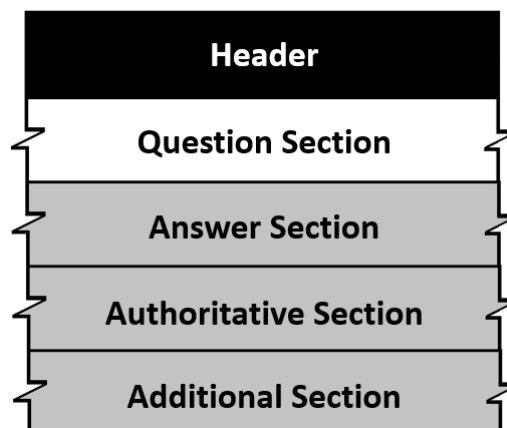 Header
Question Section
Answer Section
Authoritative Section
Additional Section